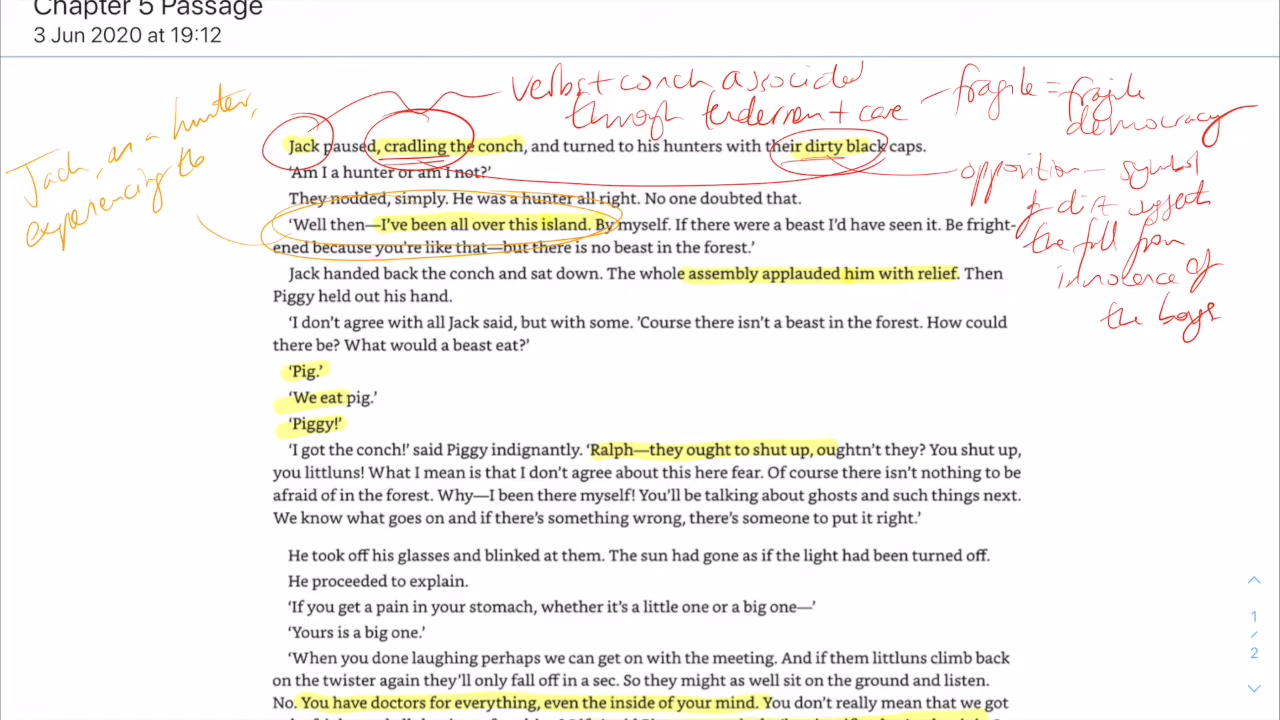 Chapter 5 Passage
3 Jun 2020 at 19:12
verbs + conch associated
through tenderness + care
– fragile = fragile
democracy
Jack, as a hunter,
experiencing the
opposition – symbol
of dirt suggests
the fall from
innocence of
the boys
Jack paused, cradling the conch, and turned to his hunters with their dirty black caps.
‘Am I a hunter or am I not?’
They nodded, simply. He was a hunter all right. No one doubted that.
‘Well then—I’ve been all over this island. By myself. If there were a beast I’d have seen it. Be fright-
ened because you’re like that—but there is no beast in the forest.’
Jack handed back the conch and sat down. The whole assembly applauded him with relief. Then
Piggy held out his hand.
‘I don’t agree with all Jack said, but with some. ’Course there isn’t a beast in the forest. How could
there be? What would a beast eat?’
‘Pig.’
‘We eat pig.’
‘Piggy!’
‘I got the conch!’ said Piggy indignantly. ‘Ralph—they ought to shut up, oughtn’t they? You shut up,
you littluns! What I mean is that I don’t agree about this here fear. Of course there isn’t nothing to be
afraid of in the forest. Why—I been there myself! You’ll be talking about ghosts and such things next.
We know what goes on and if there’s something wrong, there’s someone to put it right.’
He took off his glasses and blinked at them. The sun had gone as if the light had been turned off.
He proceeded to explain.
‘If you get a pain in your stomach, whether it’s a little one or a big one—’
‘Yours is a big one.’
‘When you done laughing perhaps we can get on with the meeting. And if them littluns climb back
on the twister again they’ll only fall off in a sec. So they might as well sit on the ground and listen.
No. You have doctors for everything, even the inside of your mind. You don’t really mean that we got
1
/
2